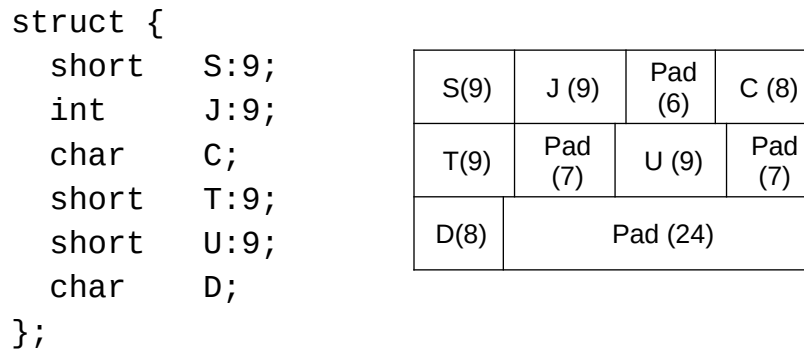 struct {
short S:9;
int J:9;
char C;
short T:9;
short U:9;
char D;
};
S(9) J (9) Pad (6) C (8)
T(9) Pad (7) U (9) Pad (7)
D(8) Pad (24)